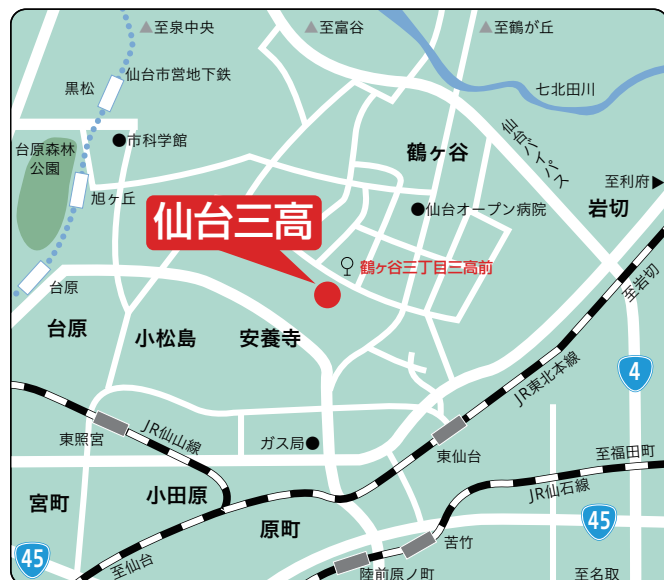 ▲至泉中央
▲至富谷
▲至鶴が丘
仙台市営地下鉄
黒松
七北田川
仙台バイパス
台原森林
公園
●市科学館
鶴ヶ谷
至利府▶
旭ヶ丘
仙台三高
●仙台オープン病院
岩切
鶴ヶ谷三丁目三高前
至岩切
台原
台原
小松島
安養寺
JR東北本線
4
東照宮
JR仙山線
ガス局●
東仙台
至福田町
JR仙石線
宮町
小田原
原町
45
苦竹
45
至仙台
陸前原ノ町
至名取